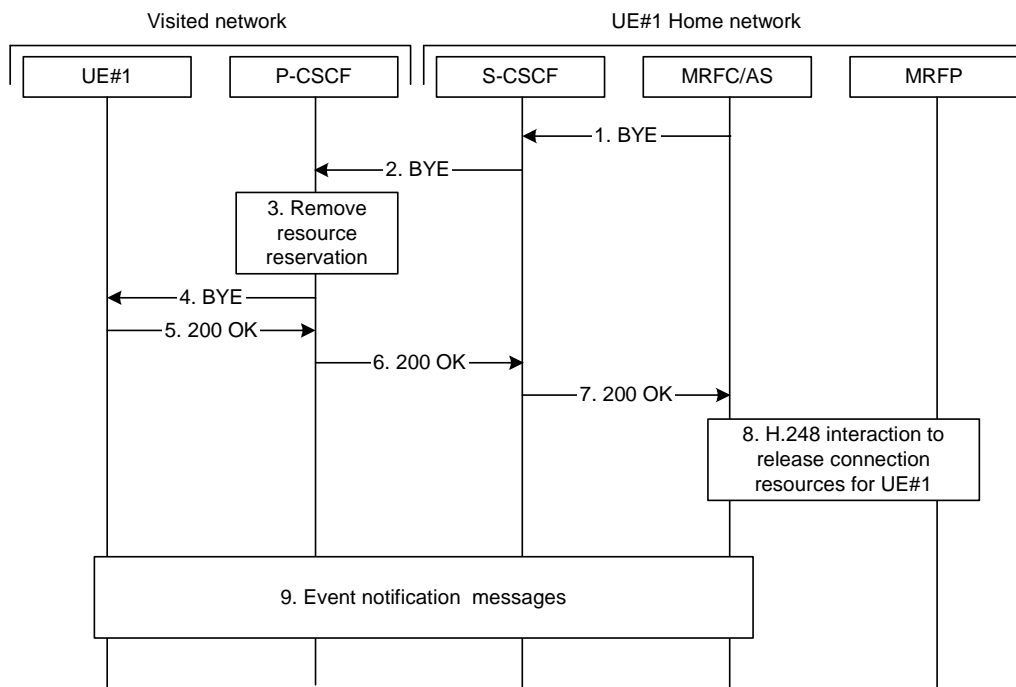 Visited network
UE#1 Home network
UE#1
P-CSCF
S-CSCF
MRFC/AS
MRFP
1. BYE
2. BYE
3. Remove
resource
reservation
4. BYE
5. 200 OK
6. 200 OK
7. 200 OK
8. H.248 interaction to
release connection
resources for UE#1
9. Event notification messages